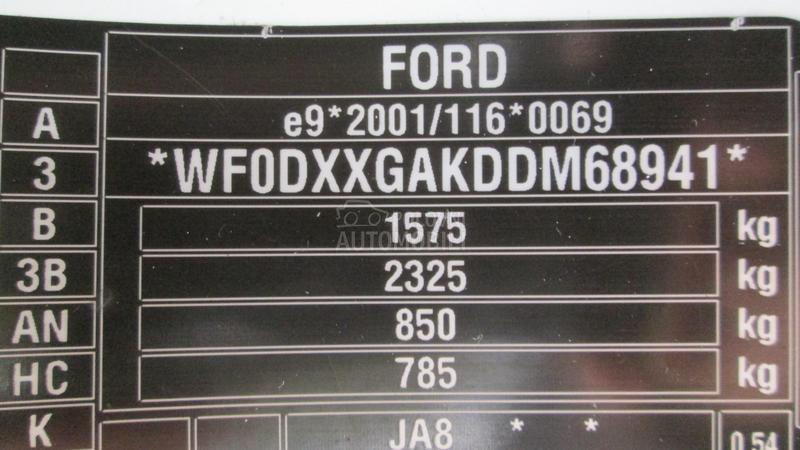 FORD
A e9*2001/116*0069
3 *WF0DXXGAKDDM68941*
B 1575 kg
3B 2325 kg
AN 850 kg
HC 785 kg
K JA8 * * 0.54